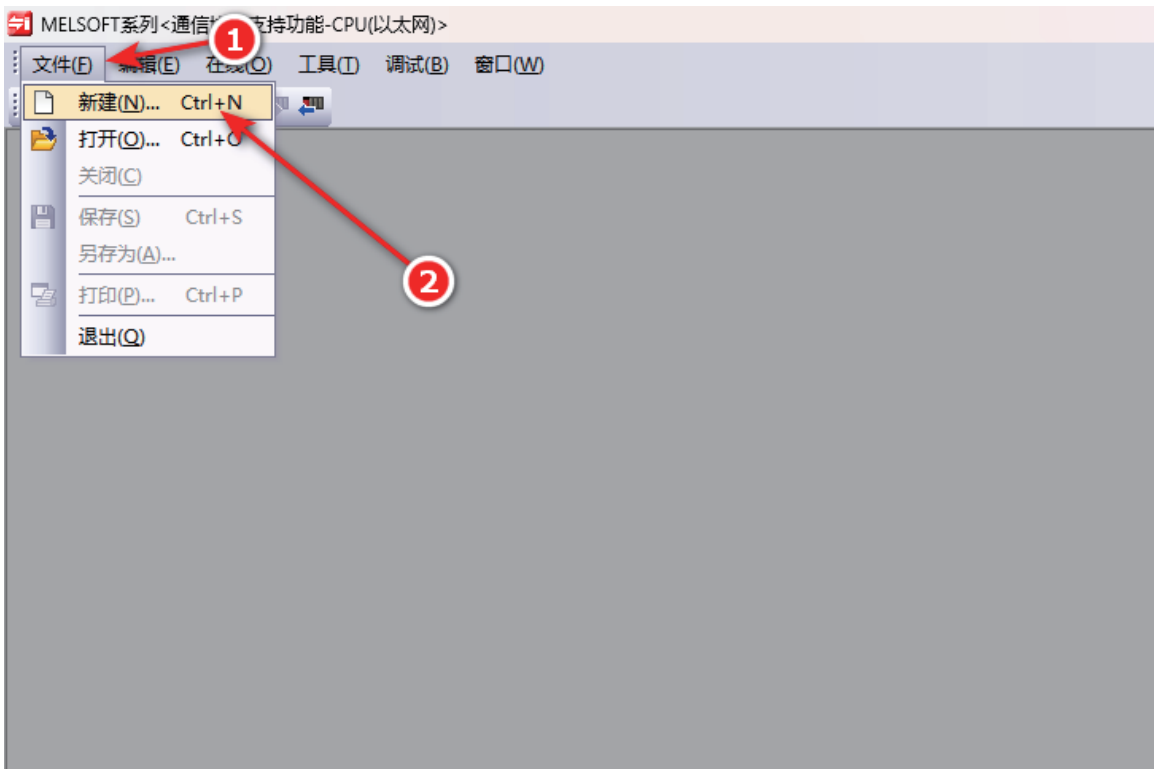 MELSOFT系列<通信 支持功能-CPU(以太网)>
1
文件(F) 编辑(E) 在线(O) 工具(T) 调试(B) 窗口(W)
新建(N)... Ctrl+N
打开(O)... Ctrl+O
关闭(C)
保存(S) Ctrl+S
另存为(A)...
2
打印(P)... Ctrl+P
退出(Q)